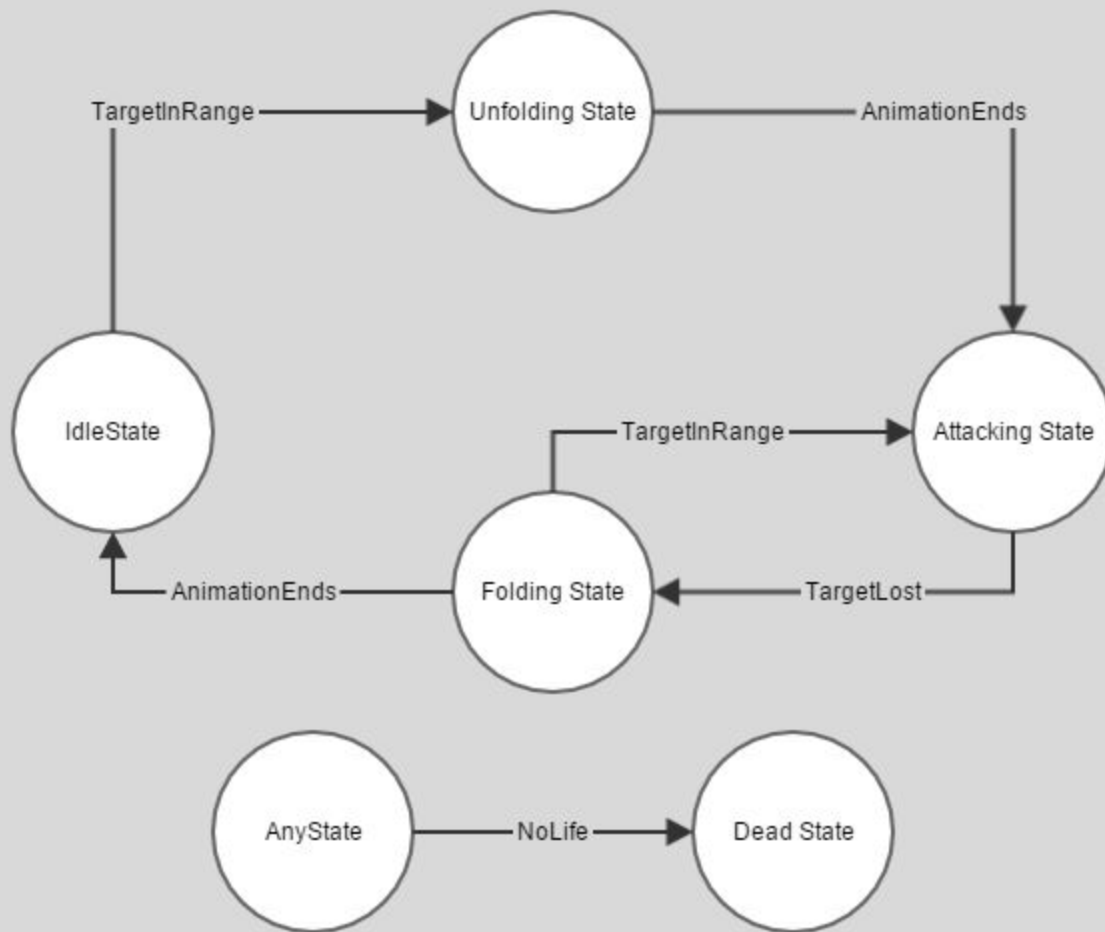 TargetInRange
Unfolding State
AnimationEnds
IdleState
TargetInRange
Attacking State
AnimationEnds
Folding State
TargetLost
AnyState
NoLife
Dead State